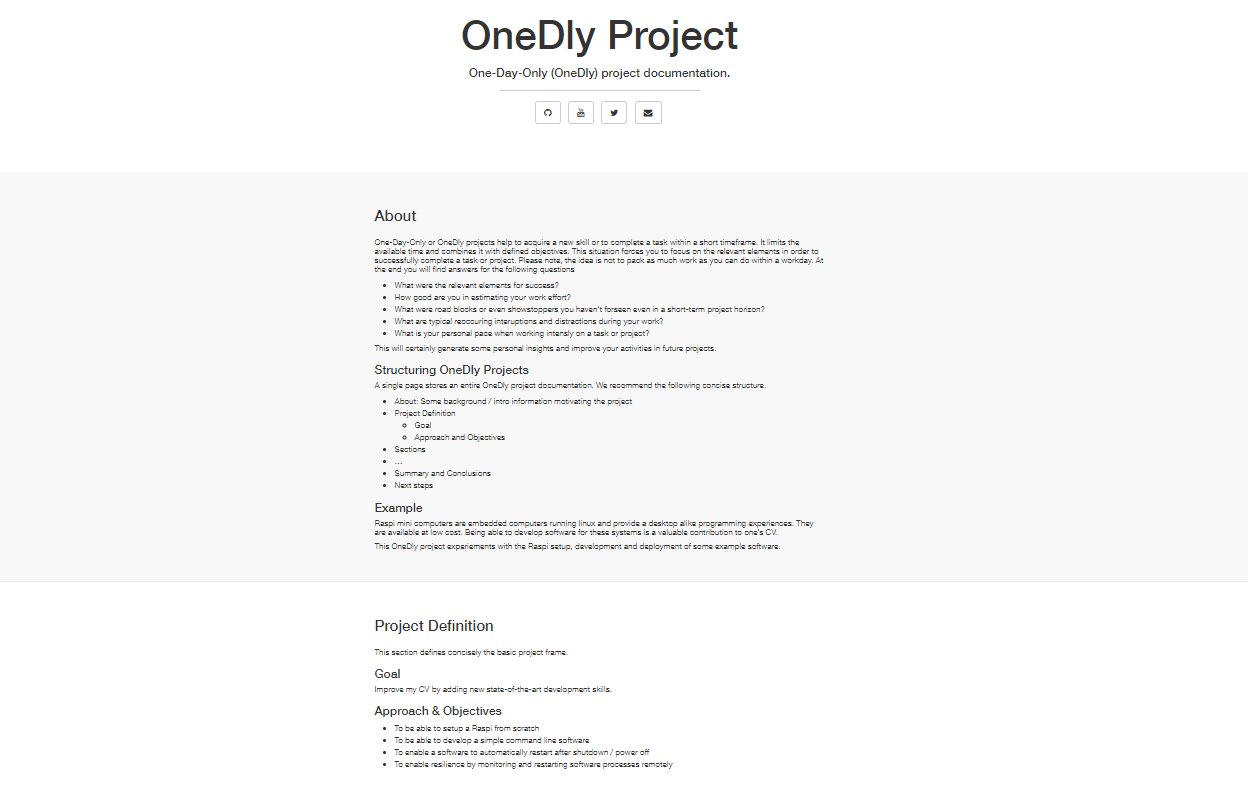 OneDly Project
One-Day-Only (OneDly) project documentation.
About
One-Day-Only or OneDly projects help to acquire a new skill or to complete a task within a short timeframe. It limits the
available time and combines it with defined objectives. This situation forces you to focus on the relevant elements in order to
successfully complete a task or project. Please note, the idea is not to pack as much work as you can do within a workday. At
the end you will find answers for the following questions
What were the relevant elements for success?
How good are you in estimating your work effort?
What were road blocks or even showstoppers you haven't forseen even in a short-term project horizon?
What are typical reoccuring interuptions and distractions during your work?
What is your personal pace when working intensly on a task or project?
This will certainly generate some personal insights and improve your activities in future projects.
Structuring OneDly Projects
A single page stores an entire OneDly project documentation. We recommend the following concise structure.
About: Some background / intro information motivating the project
Project Definition
Goal
Approach and Objectives
Sections
...
Summary and Conclusions
Next steps
Example
Raspi mini computers are embedded computers running linux and provide a desktop alike programming experiences. They
are available at low cost. Being able to develop software for these systems is a valuable contribution to one's CV.
This OneDly project experiements with the Raspi setup, development and deployment of some example software.
Project Definition
This section defines concisely the basic project frame.
Goal
Improve my CV by adding new state-of-the-art development skills.
Approach & Objectives
To be able to setup a Raspi from scratch
To be able to develop a simple command line software
To enable a software to automatically restart after shutdown / power off
To enable resilience by monitoring and restarting software processes remotely